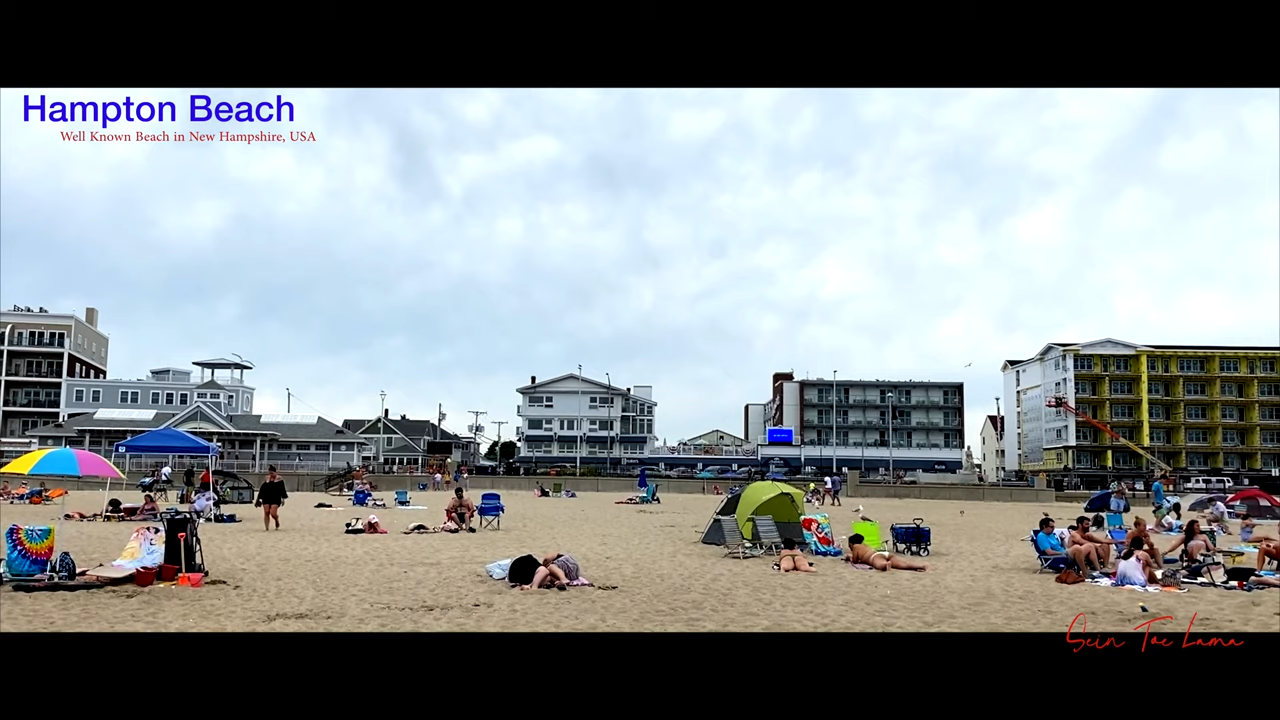 Hampton Beach
Well Known Beach in New Hampshire, USA
Sein Tae Lama